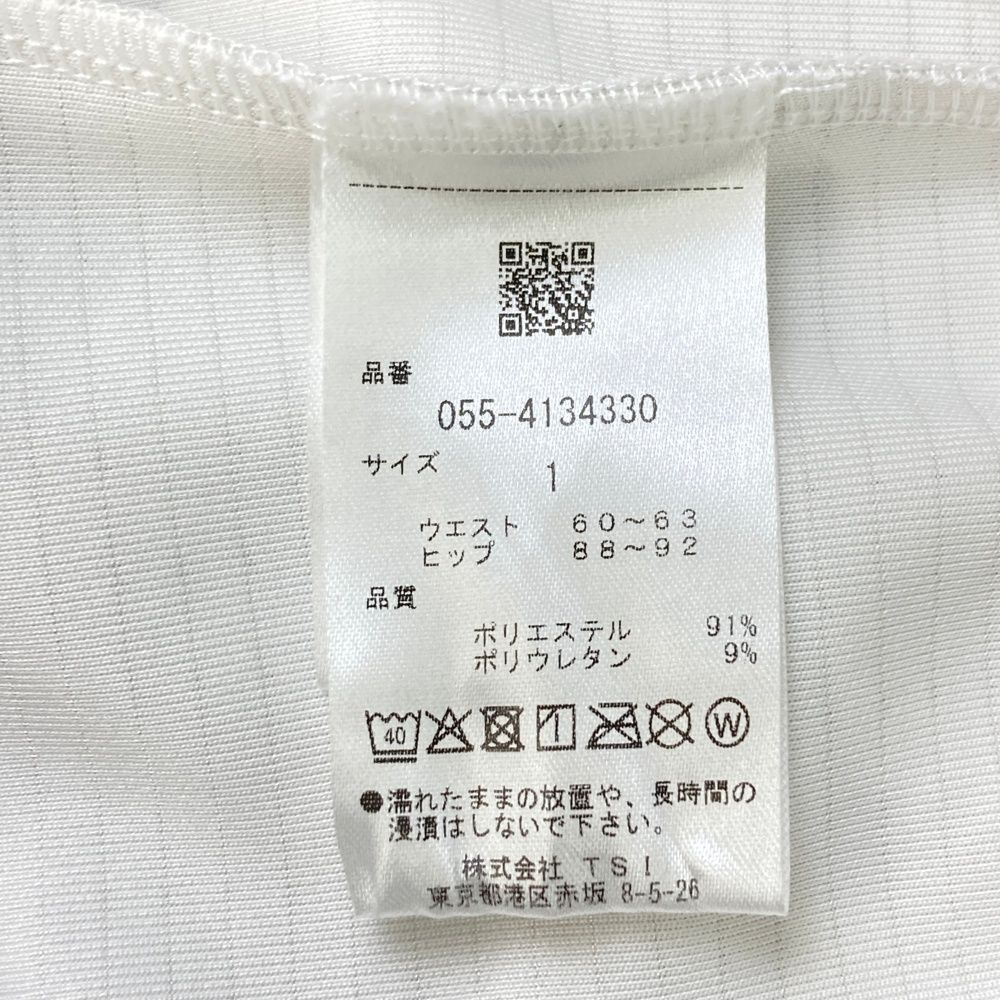 品番
055-4134330
サイズ 1
ウエスト 60～63
ヒップ 88～92
品質
ポリエステル 91%
ポリウレタン 9%
40 1 W
●濡れたままの放置や、長時間の
浸漬はしないで下さい。
株式会社 TSI
東京都港区赤坂 8-5-26